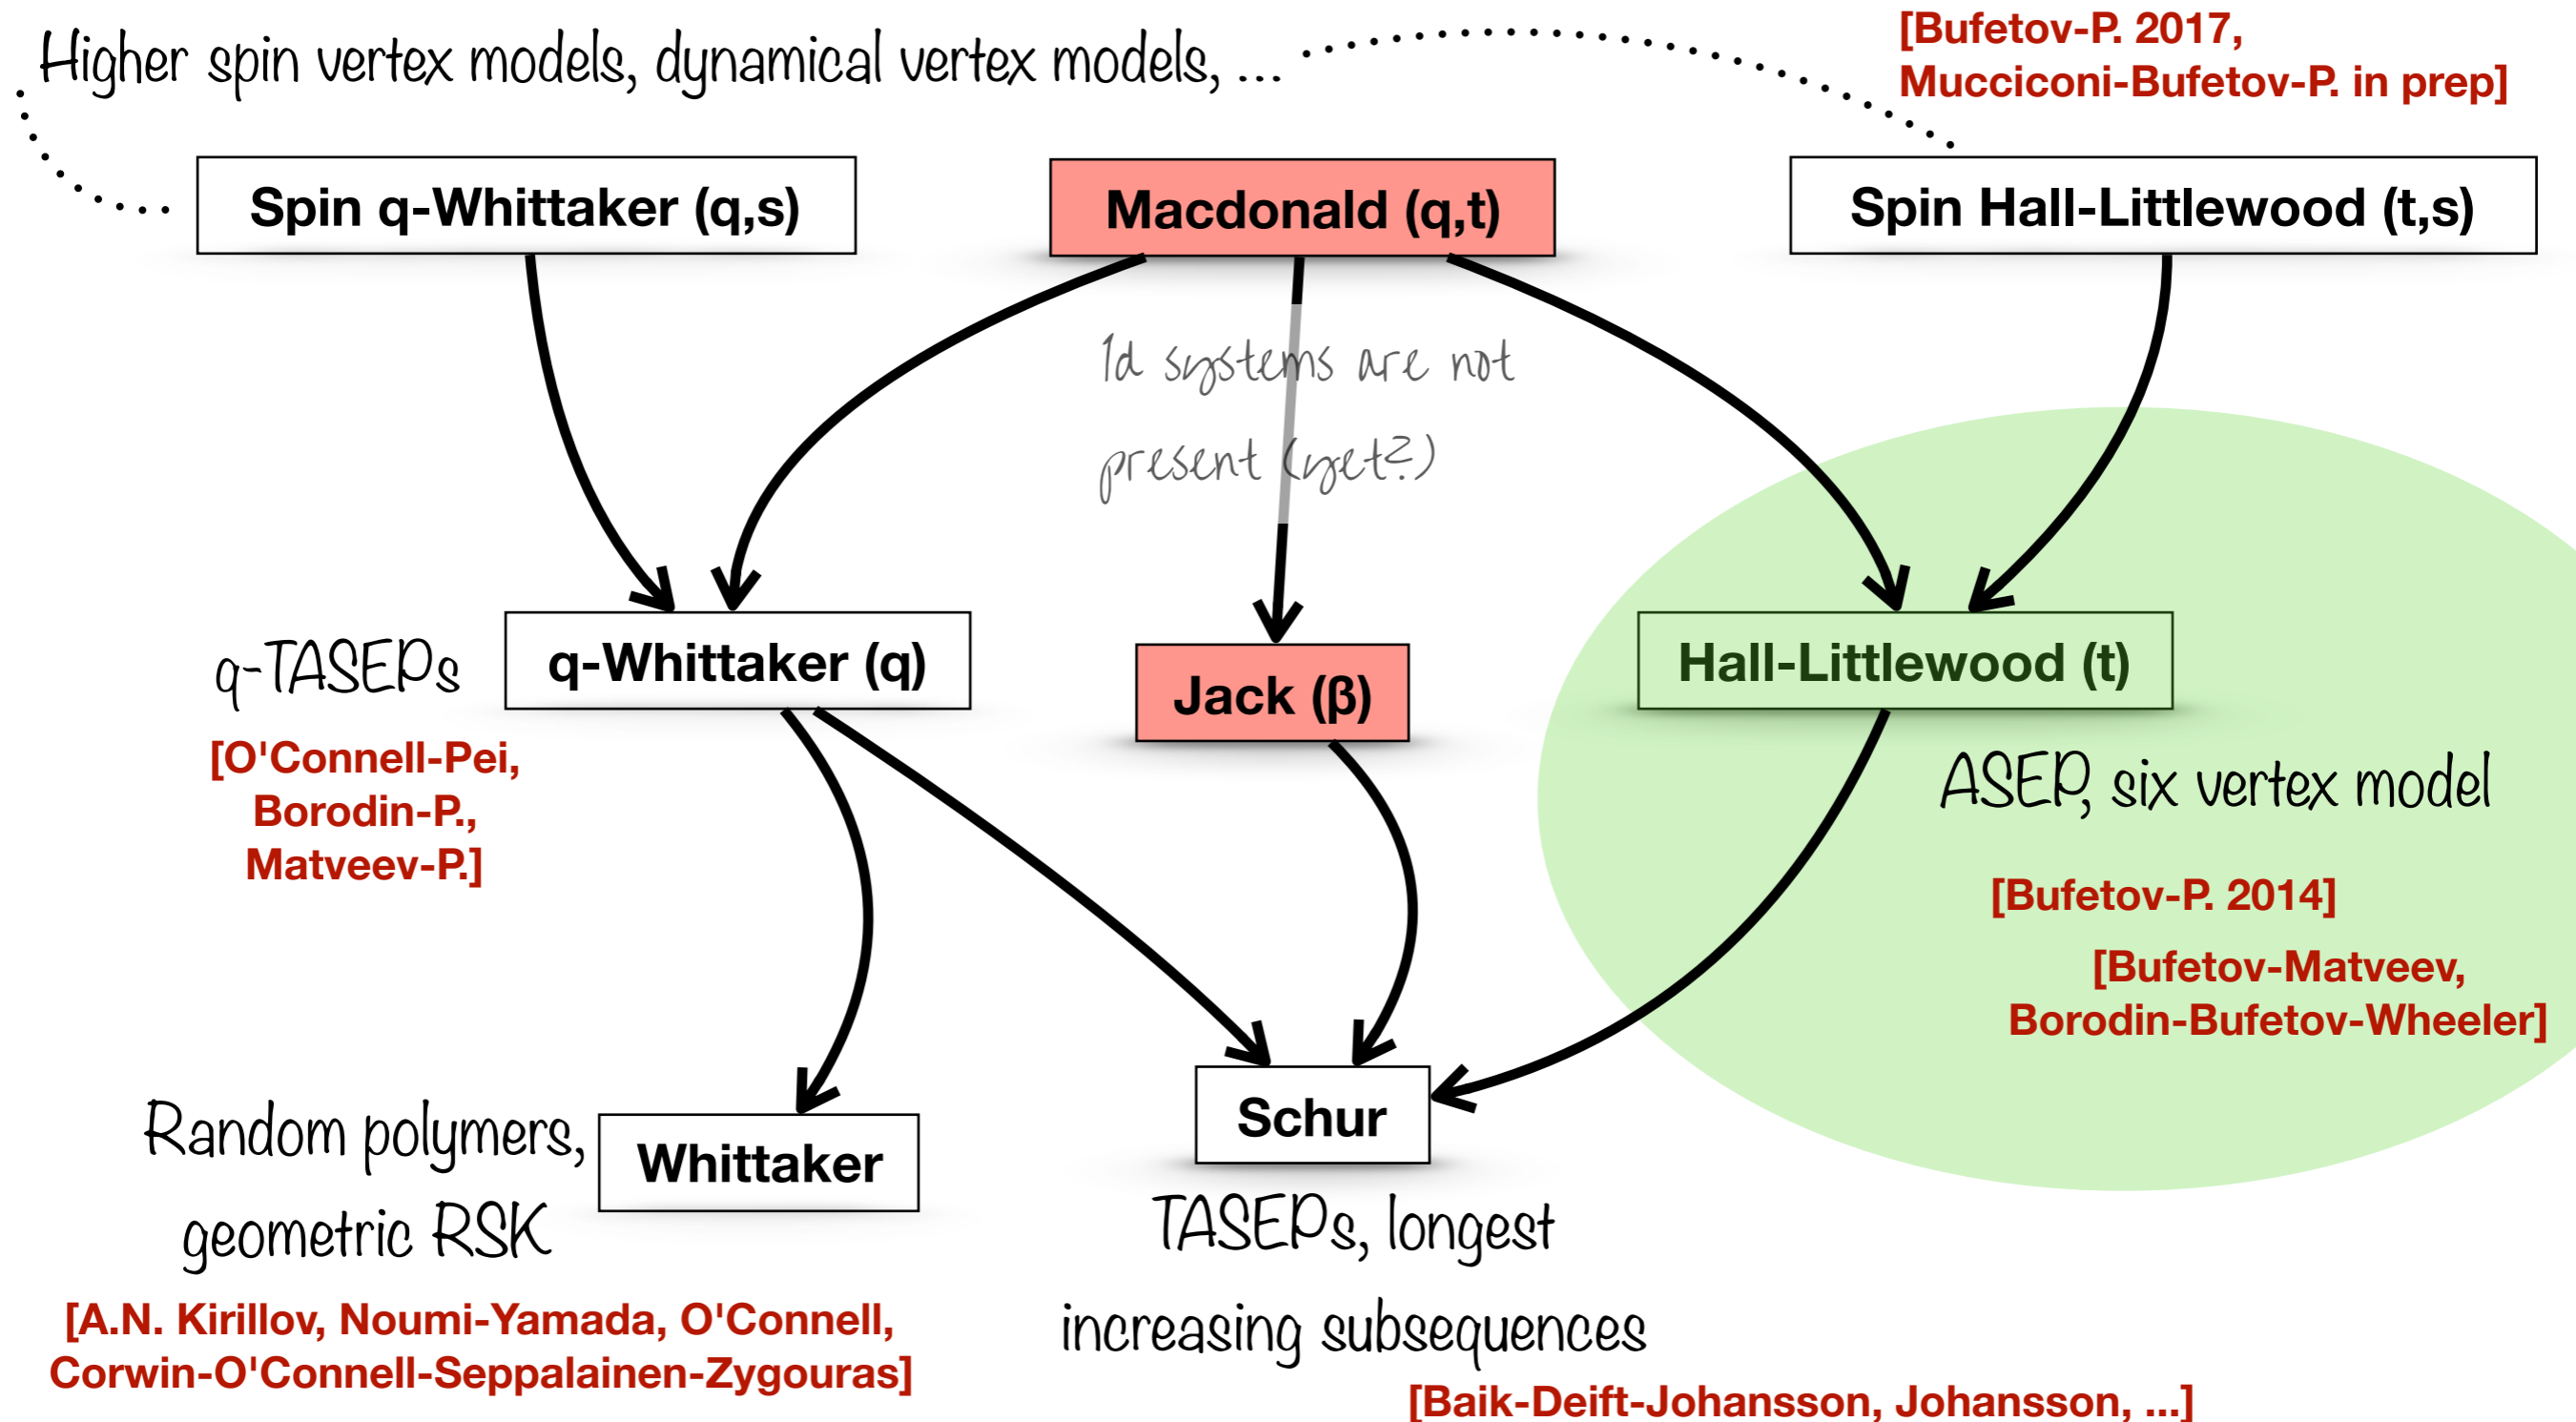 Higher spin vertex models, dynamical vertex models, ...
[Bufetov-P. 2017,
Mucciconi-Bufetov-P. in prep]
Spin q-Whittaker (q,s)
Macdonald (q,t)
Spin Hall-Littlewood (t,s)
1d systems are not
present (yet?)
q-TASEPs
q-Whittaker (q)
Jack (β)
Hall-Littlewood (t)
[O'Connell-Pei,
Borodin-P.,
Matveev-P.]
ASEP, six vertex model
[Bufetov-P. 2014]
[Bufetov-Matveev,
Borodin-Bufetov-Wheeler]
Random polymers,
geometric RSK
Whittaker
Schur
TASEPs, longest
increasing subsequences
[A.N. Kirillov, Noumi-Yamada, O'Connell,
Corwin-O'Connell-Seppalainen-Zygouras]
[Baik-Deift-Johansson, Johansson, ...]